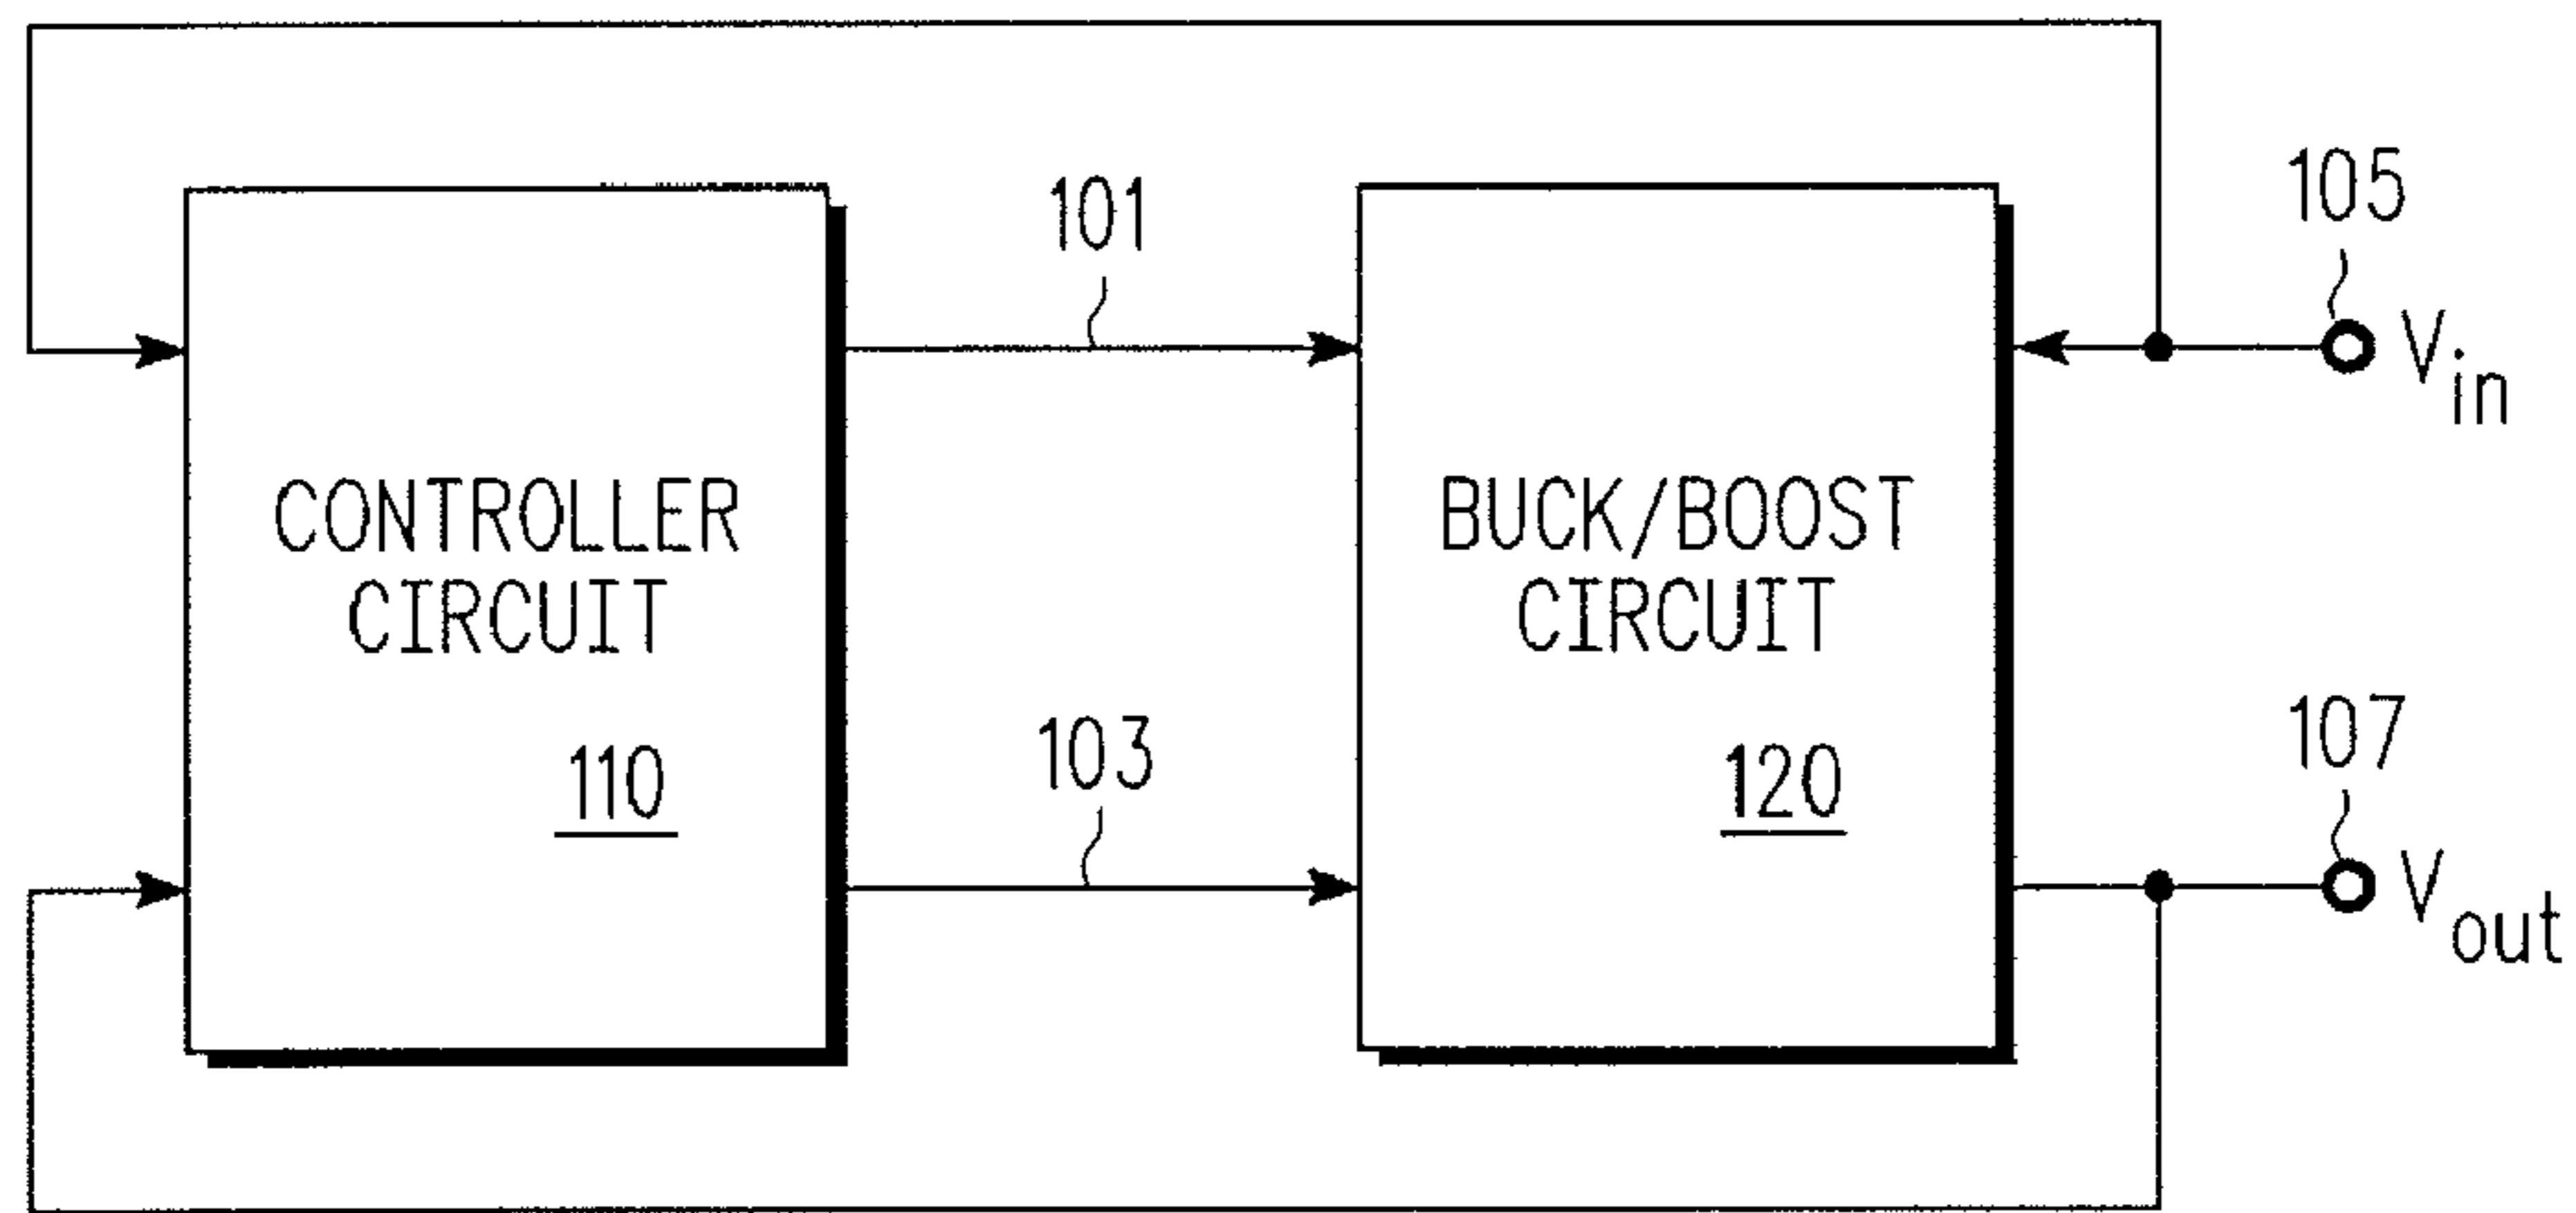 101
105
Vin
CONTROLLER
CIRCUIT
110
BUCK/BOOST
CIRCUIT
120
103
107
Vout